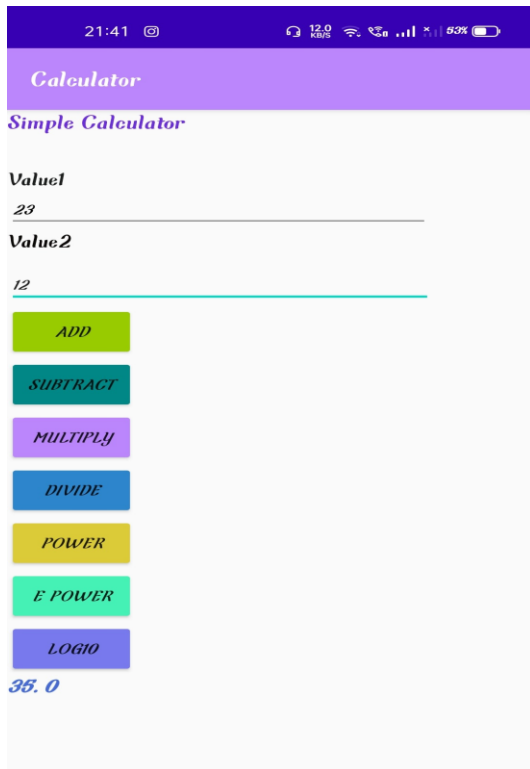 21:41 12.0 KB/S 53%
Calculator
Simple Calculator
Value1
23
Value2
12
ADD
SUBTRACT
MULTIPLY
DIVIDE
POWER
E POWER
LOG10
35.0